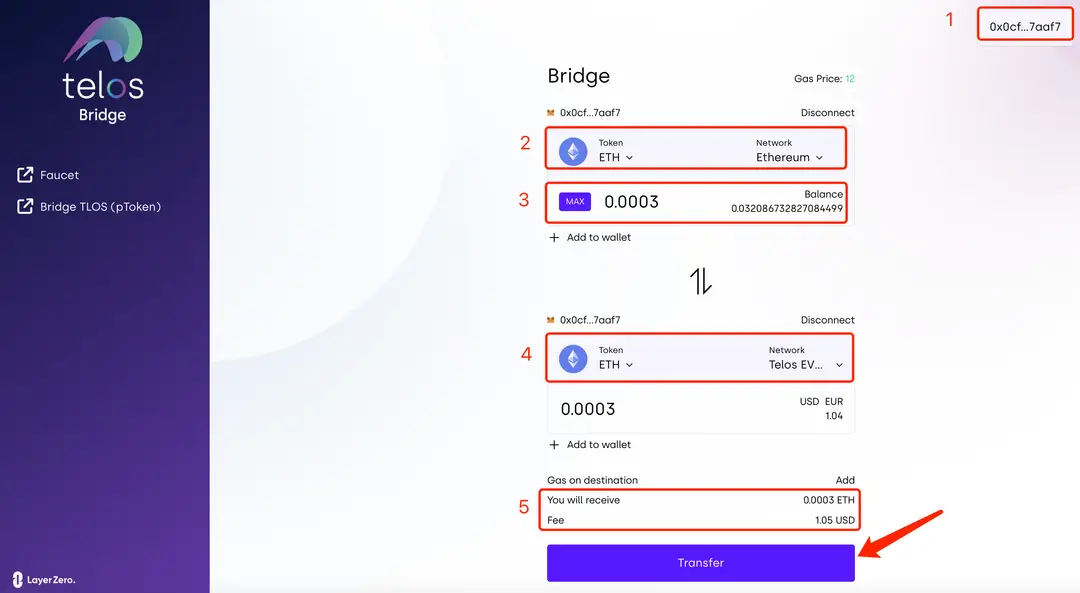 telos
Bridge
Faucet
Bridge TLOS (pToken)
LayerZero.
1
0x0cf...7aaf7
Bridge
Gas Price: 12
0x0cf...7aaf7 Disconnect
2
Token Network
ETH Ethereum
3
MAX 0.0003 Balance
0.032086732827084499
+ Add to wallet
0x0cf...7aaf7 Disconnect
4
Token Network
ETH Telos EV...
0.0003 USD EUR
1.04
+ Add to wallet
Gas on destination Add
5
You will receive 0.0003 ETH
Fee 1.05 USD
Transfer